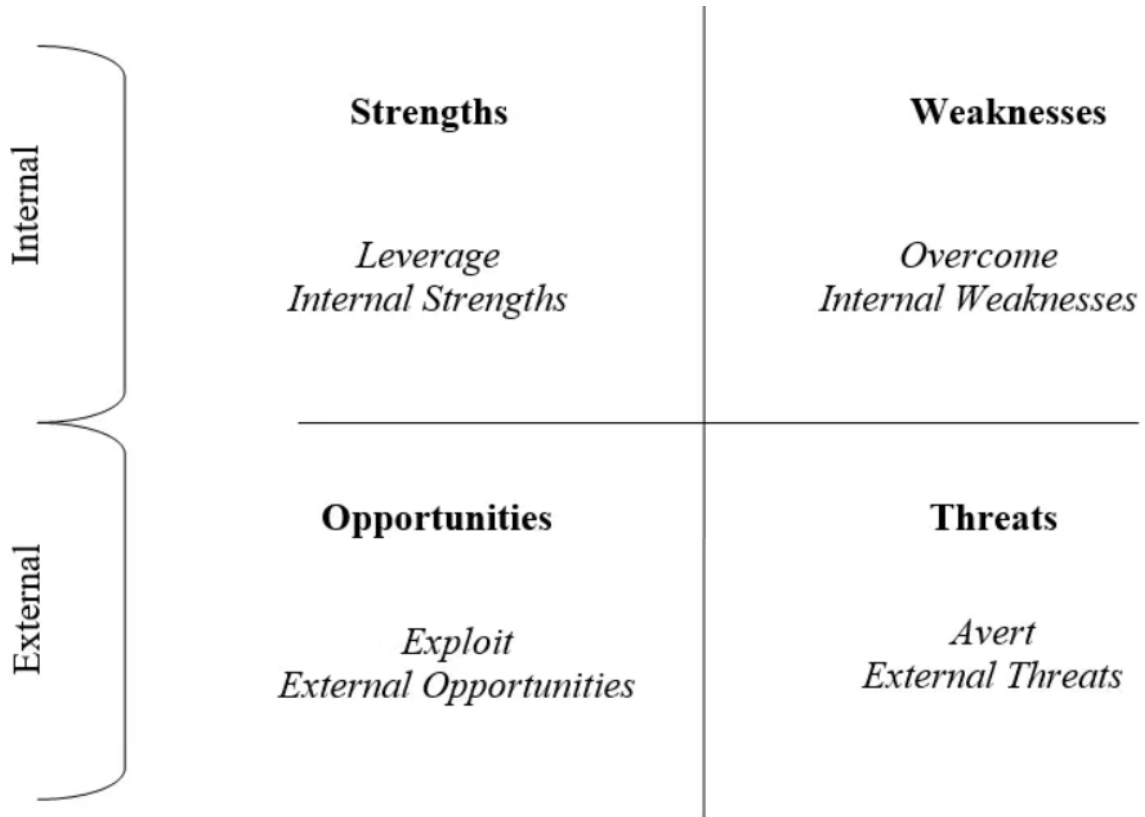 Internal
Strengths
Weaknesses
Leverage
Internal Strengths
Overcome
Internal Weaknesses
External
Opportunities
Threats
Exploit
External Opportunities
Avert
External Threats